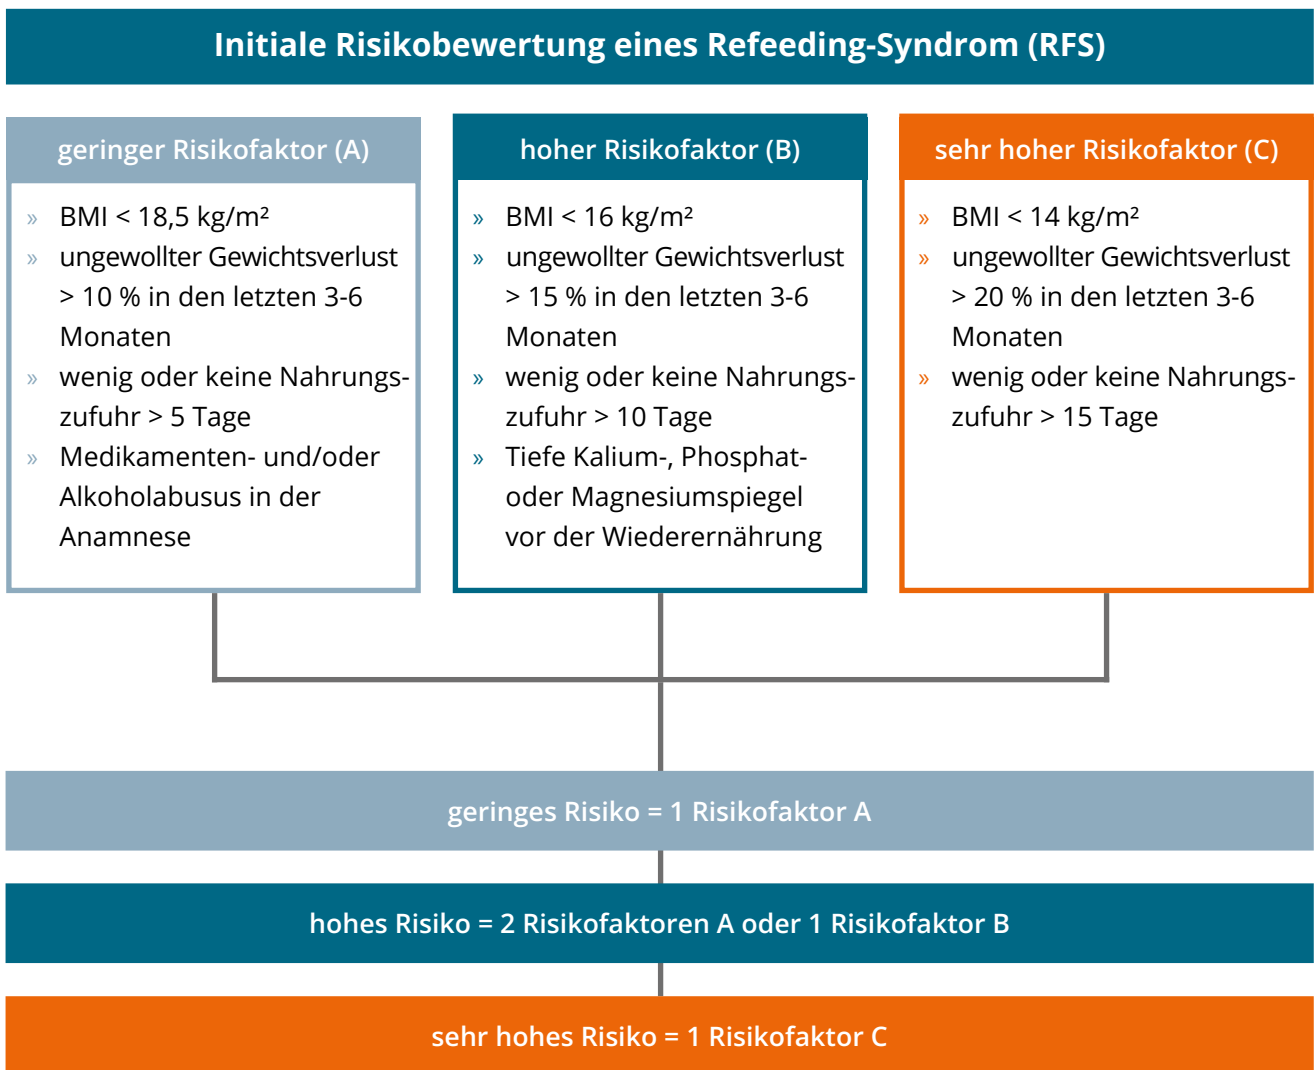 Initiale Risikobewertung eines Refeeding-Syndrom (RFS)
geringer Risikofaktor (A)
» BMI < 18,5 kg/m²
» ungewollter Gewichtsverlust
> 10 % in den letzten 3-6
Monaten
» wenig oder keine Nahrungs-
zufuhr > 5 Tage
» Medikamenten- und/oder
Alkoholabusus in der
Anamnese
hoher Risikofaktor (B)
» BMI < 16 kg/m²
» ungewollter Gewichtsverlust
> 15 % in den letzten 3-6
Monaten
» wenig oder keine Nahrungs-
zufuhr > 10 Tage
» Tiefe Kalium-, Phosphat-
oder Magnesiumspiegel
vor der Wiederernährung
sehr hoher Risikofaktor (C)
» BMI < 14 kg/m²
» ungewollter Gewichtsverlust
> 20 % in den letzten 3-6
Monaten
» wenig oder keine Nahrungs-
zufuhr > 15 Tage
geringes Risiko = 1 Risikofaktor A
hohes Risiko = 2 Risikofaktoren A oder 1 Risikofaktor B
sehr hohes Risiko = 1 Risikofaktor C